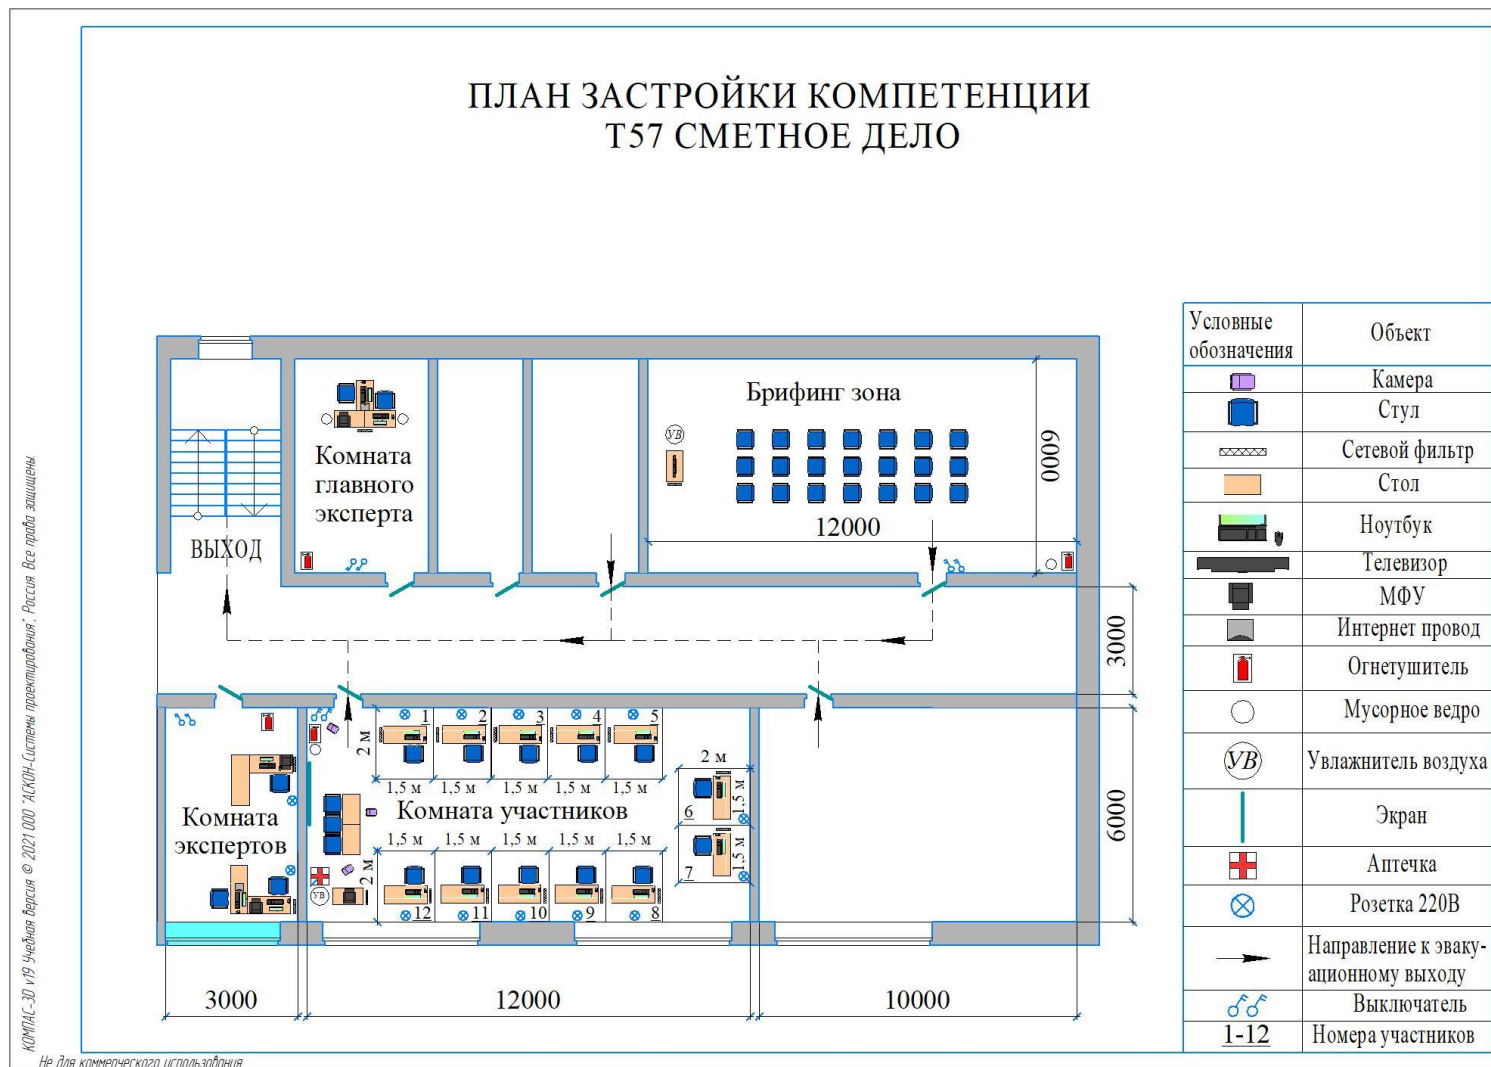 ПЛАН ЗАСТРОЙКИ КОМПЕТЕНЦИИ
Т57 СМЕТНОЕ ДЕЛО
Условные обозначения
Объект
Камера
Стул
Сетевой фильтр
Стол
Ноутбук
Телевизор
МФУ
Интернет провод
Огнетушитель
Мусорное ведро
УВ
Увлажнитель воздуха
Экран
Аптечка
Розетка 220В
Направление к эваку-
ационному выходу
Выключатель
1-12
Номера участников
Брифинг зона
УВ
6000
12000
Комната
главного
эксперта
ВЫХОД
3000
1
2
3
4
5
2 м
1,5 м
1,5 м
1,5 м
1,5 м
1,5 м
2 м
6
1,5 м
7
1,5 м
Комната участников
Комната
экспертов
1,5 м
1,5 м
1,5 м
1,5 м
1,5 м
2 м
УВ
12
11
10
9
8
6000
3000
12000
10000
КОМПАС-3D v19 Учебная версия © 2021 ООО "АСКОН-Системы проектирования", Россия. Все права защищены.
Не для коммерческого использования